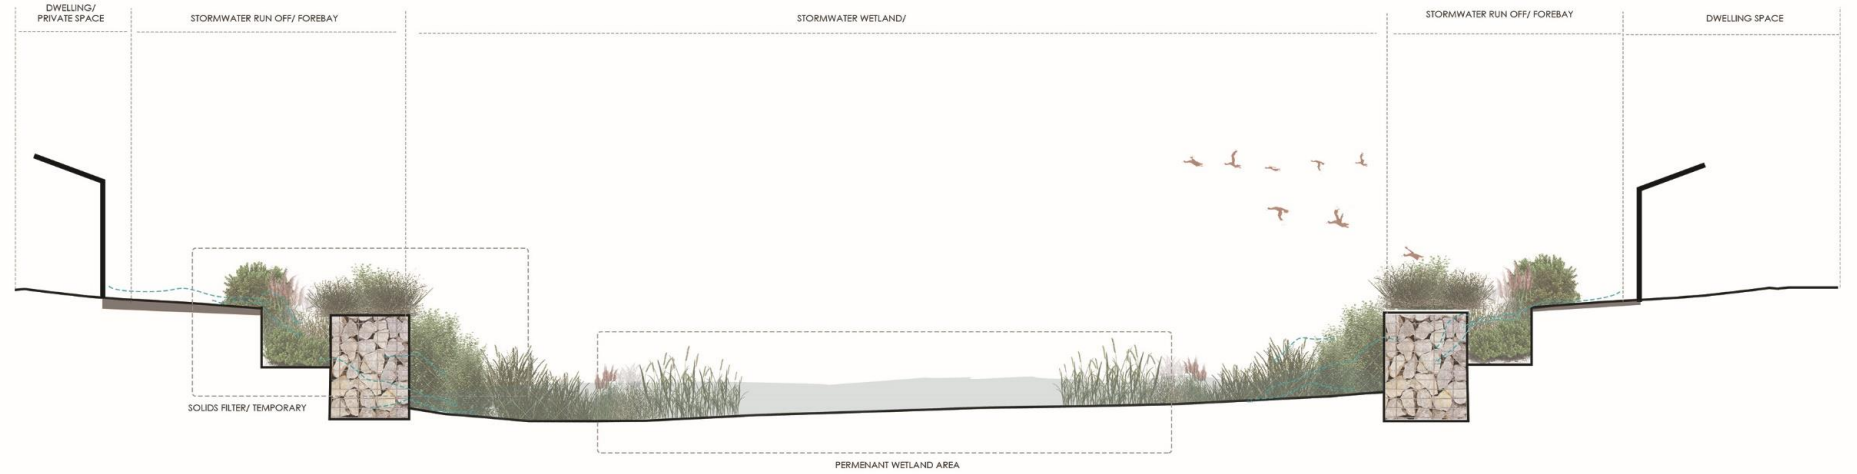 DWELLING/
PRIVATE SPACE
STORMWATER RUN OFF/ FOREBAY
STORMWATER WETLAND/
STORMWATER RUN OFF/ FOREBAY
DWELLING SPACE
SOLIDS FILTER/ TEMPORARY
PERMENANT WETLAND AREA